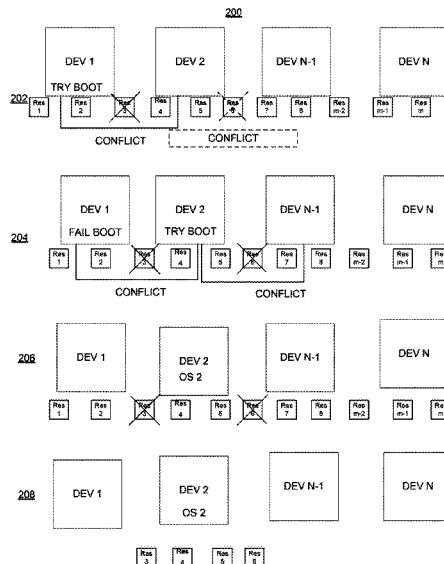 200
DEV 1
DEV 2
DEV N-1
DEV N
TRY BOOT
202
Res 1
Res 2
Res 4
Res 5
Res 7
Res 8
Res m-2
Res m-1
Res m
CONFLICT
CONFLICT
DEV 1
DEV 2
DEV N-1
DEV N
204
FAIL BOOT
TRY BOOT
Res 1
Res 2
Res 3
Res 4
Res 5
Res 6
Res 7
Res 8
Res m-2
Res m-1
Res m
CONFLICT
CONFLICT
206
DEV 1
DEV 2
OS 2
DEV N-1
DEV N
Res 1
Res 2
Res 3
Res 4
Res 5
Res 6
Res 7
Res 8
Res m-2
Res m-1
Res m
208
DEV 1
DEV 2
OS 2
DEV N-1
DEV N
Res 3
Res 4
Res 5
Res 6